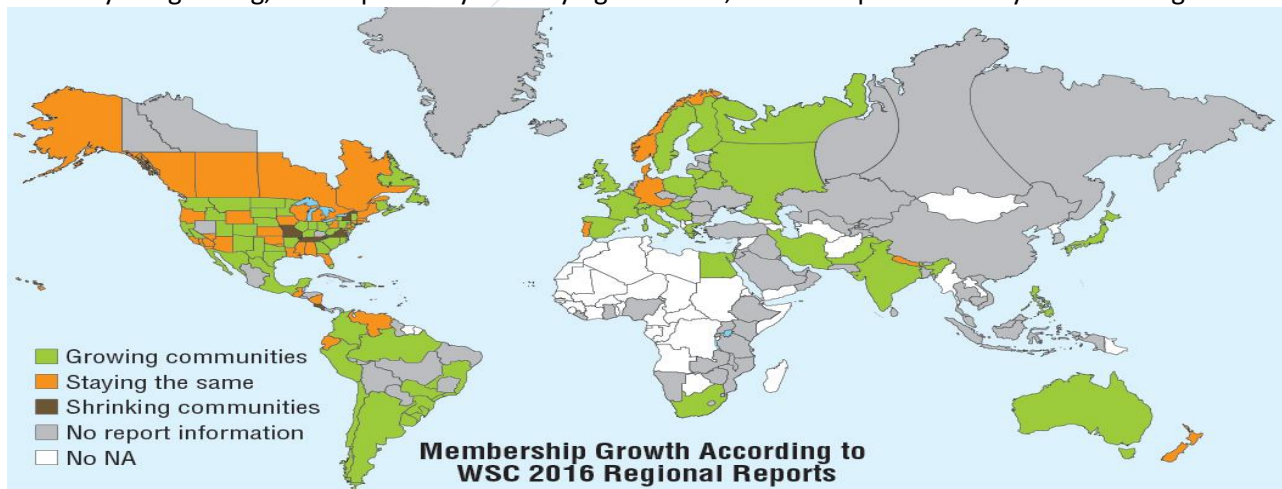 Growing communities
Staying the same
Shrinking communities
No report information
No NA
Membership Growth According to
WSC 2016 Regional Reports